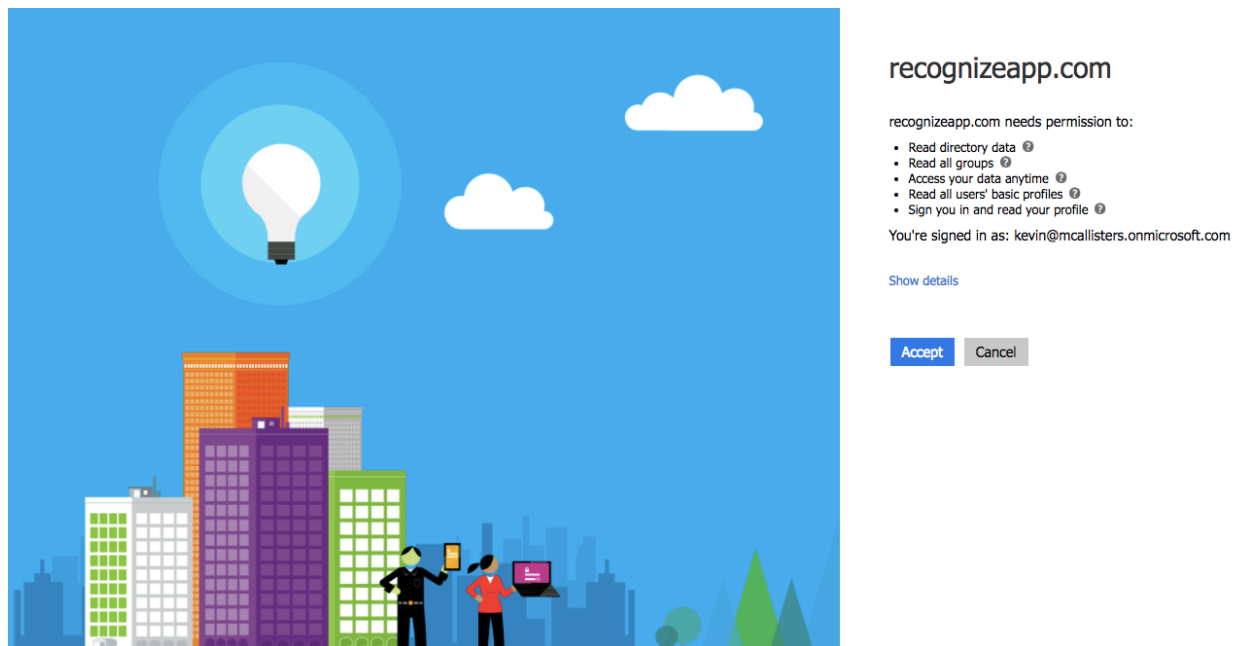 recognizeapp.com
recognizeapp.com needs permission to:
• Read directory data ?
• Read all groups ?
• Access your data anytime ?
• Read all users' basic profiles ?
• Sign you in and read your profile ?
You're signed in as: kevin@mcallisters.onmicrosoft.com
Show details
Accept Cancel